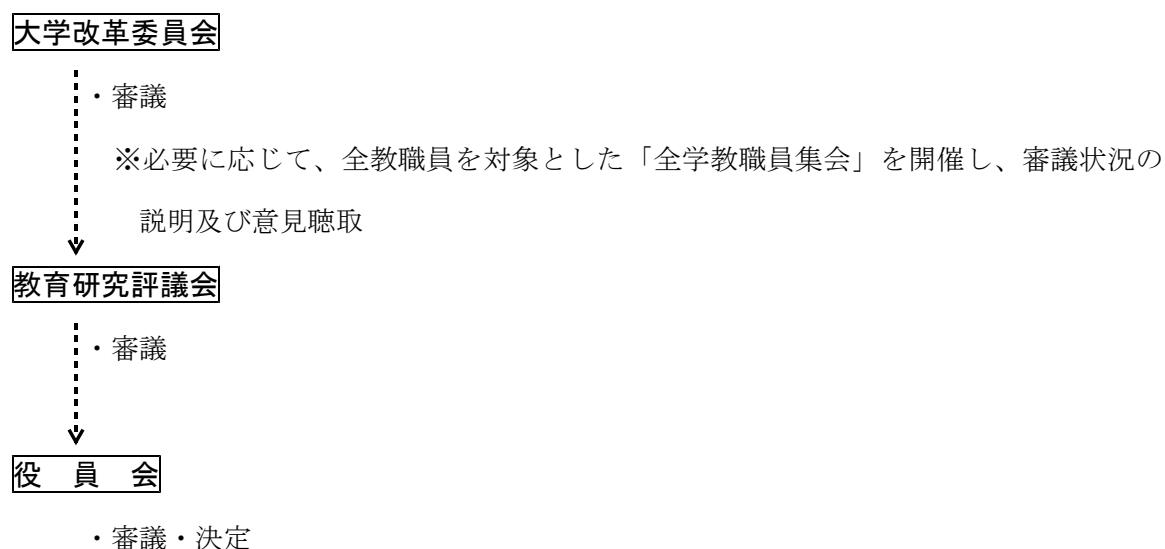 大学改革委員会
・審議
※必要に応じて、全教職員を対象とした「全学教職員集会」を開催し、審議状況の
説明及び意見聴取
教育研究評議会
・審議
役　員　会
・審議・決定